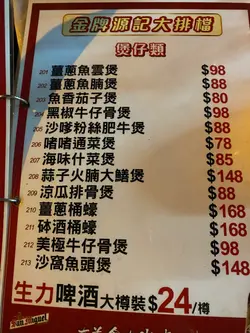 金牌源記大排檔
煲仔類
201 薑蔥魚雲煲 $98
202 薑蔥魚腩煲 $88
203 魚香茄子煲 $80
204 黑椒牛仔骨煲 $98
205 沙嗲粉絲肥牛煲 $88
206 啫啫通菜煲 $78
207 海味什菜煲 $85
208 蒜子火腩大鱔煲 $148
209 涼瓜排骨煲 $88
210 薑蔥桶蠔 $168
211 砵酒桶蠔 $168
212 美極牛仔骨煲 $98
213 沙窩魚頭煲 $148
San Miguel
生力啤酒大樽裝$24/樽